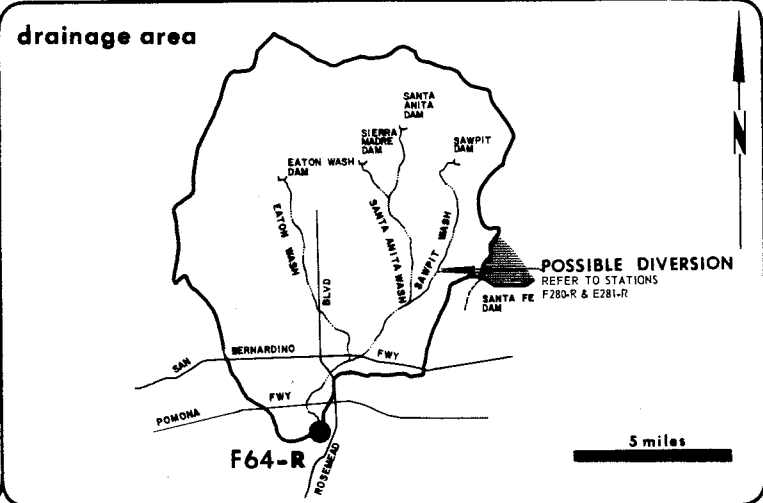 drainage area
N
SANTA
ANITA
DAM
SIERRA
MADRE
DAM
SAWPIT
DAM
EATON WASH
DAM
EATON WASH
SANTA ANITA WASH
SAWPIT WASH
BLVD
POSSIBLE DIVERSION
REFER TO STATIONS
F280-R & E281-R
SANTA FE
DAM
SAN BERNARDINO FWY
POMONA FWY
F64-R
ROSEMEAD
5 miles